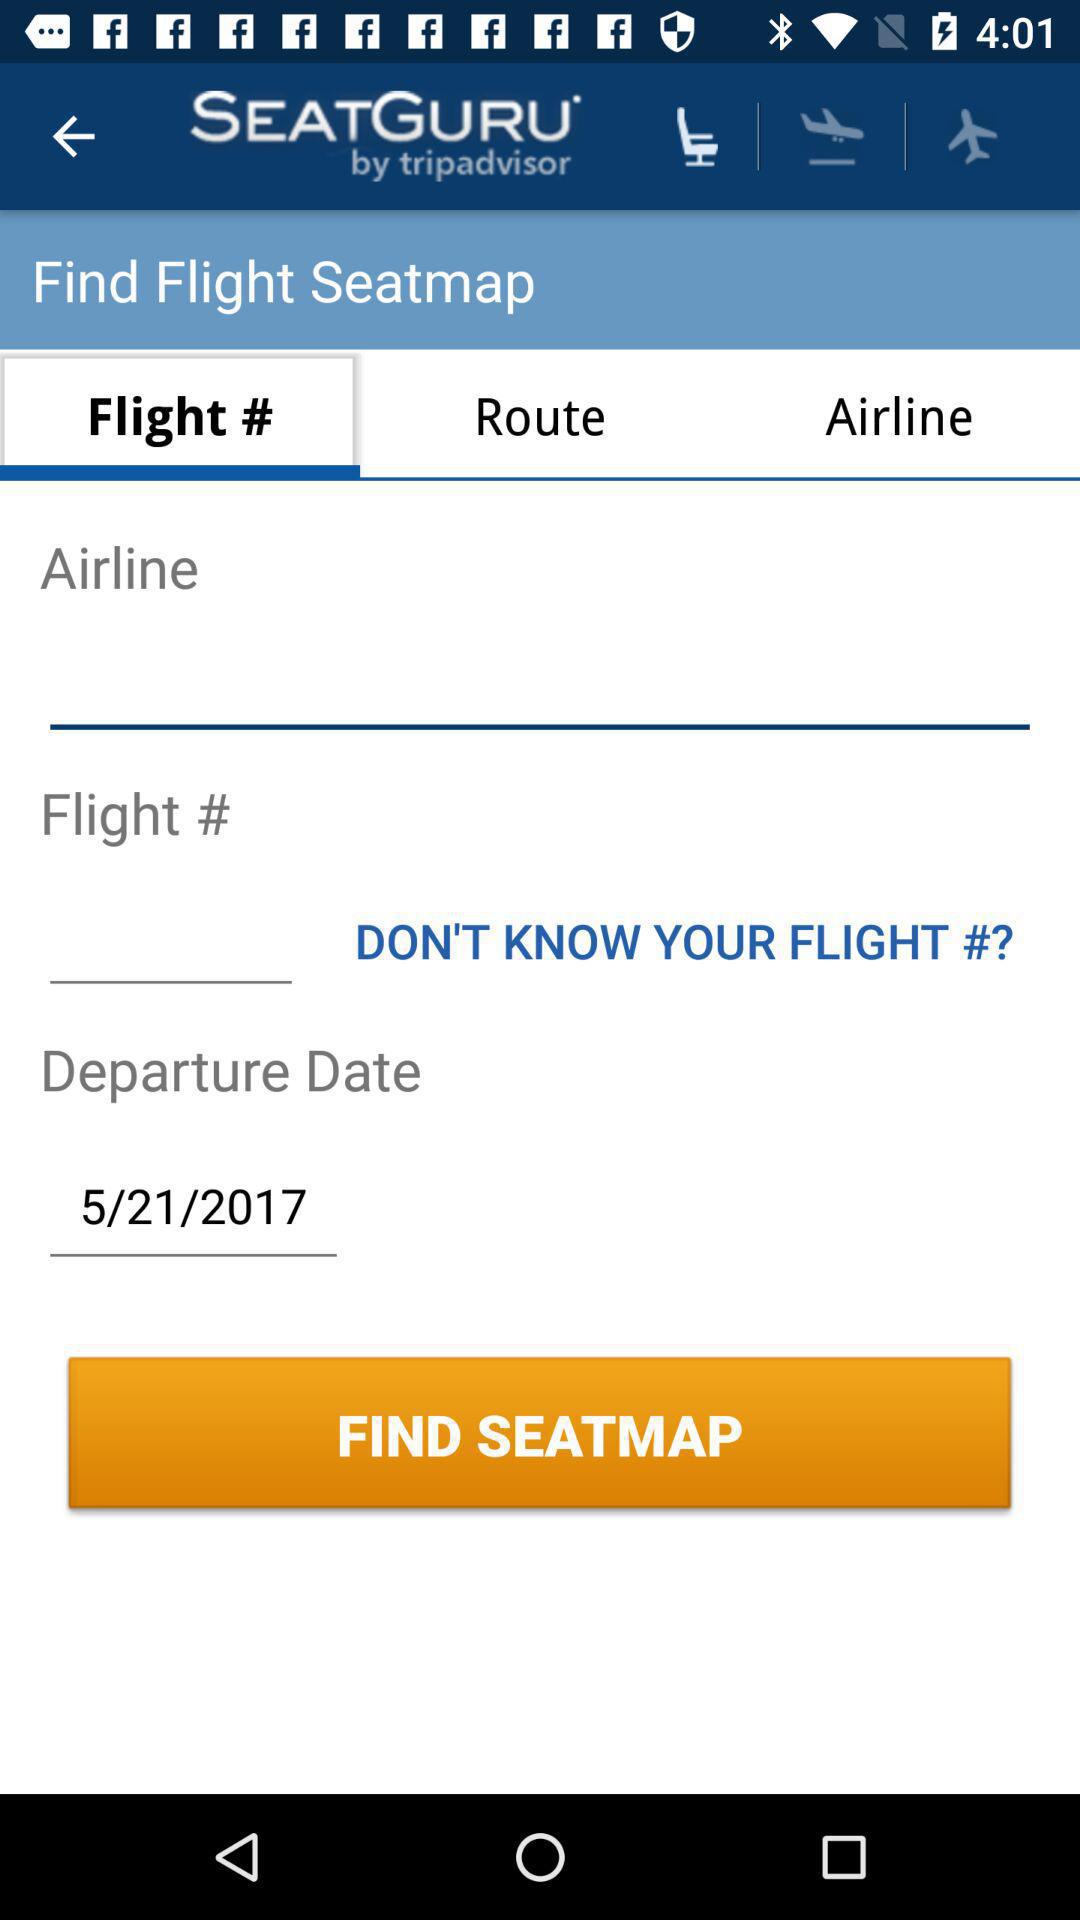 4:01
SEATGURU
by tripadvisor
Find Flight Seatmap
Flight # Route Airline
Airline
Flight #
DON'T KNOW YOUR FLIGHT #?
Departure Date
5/21/2017
FIND SEATMAP